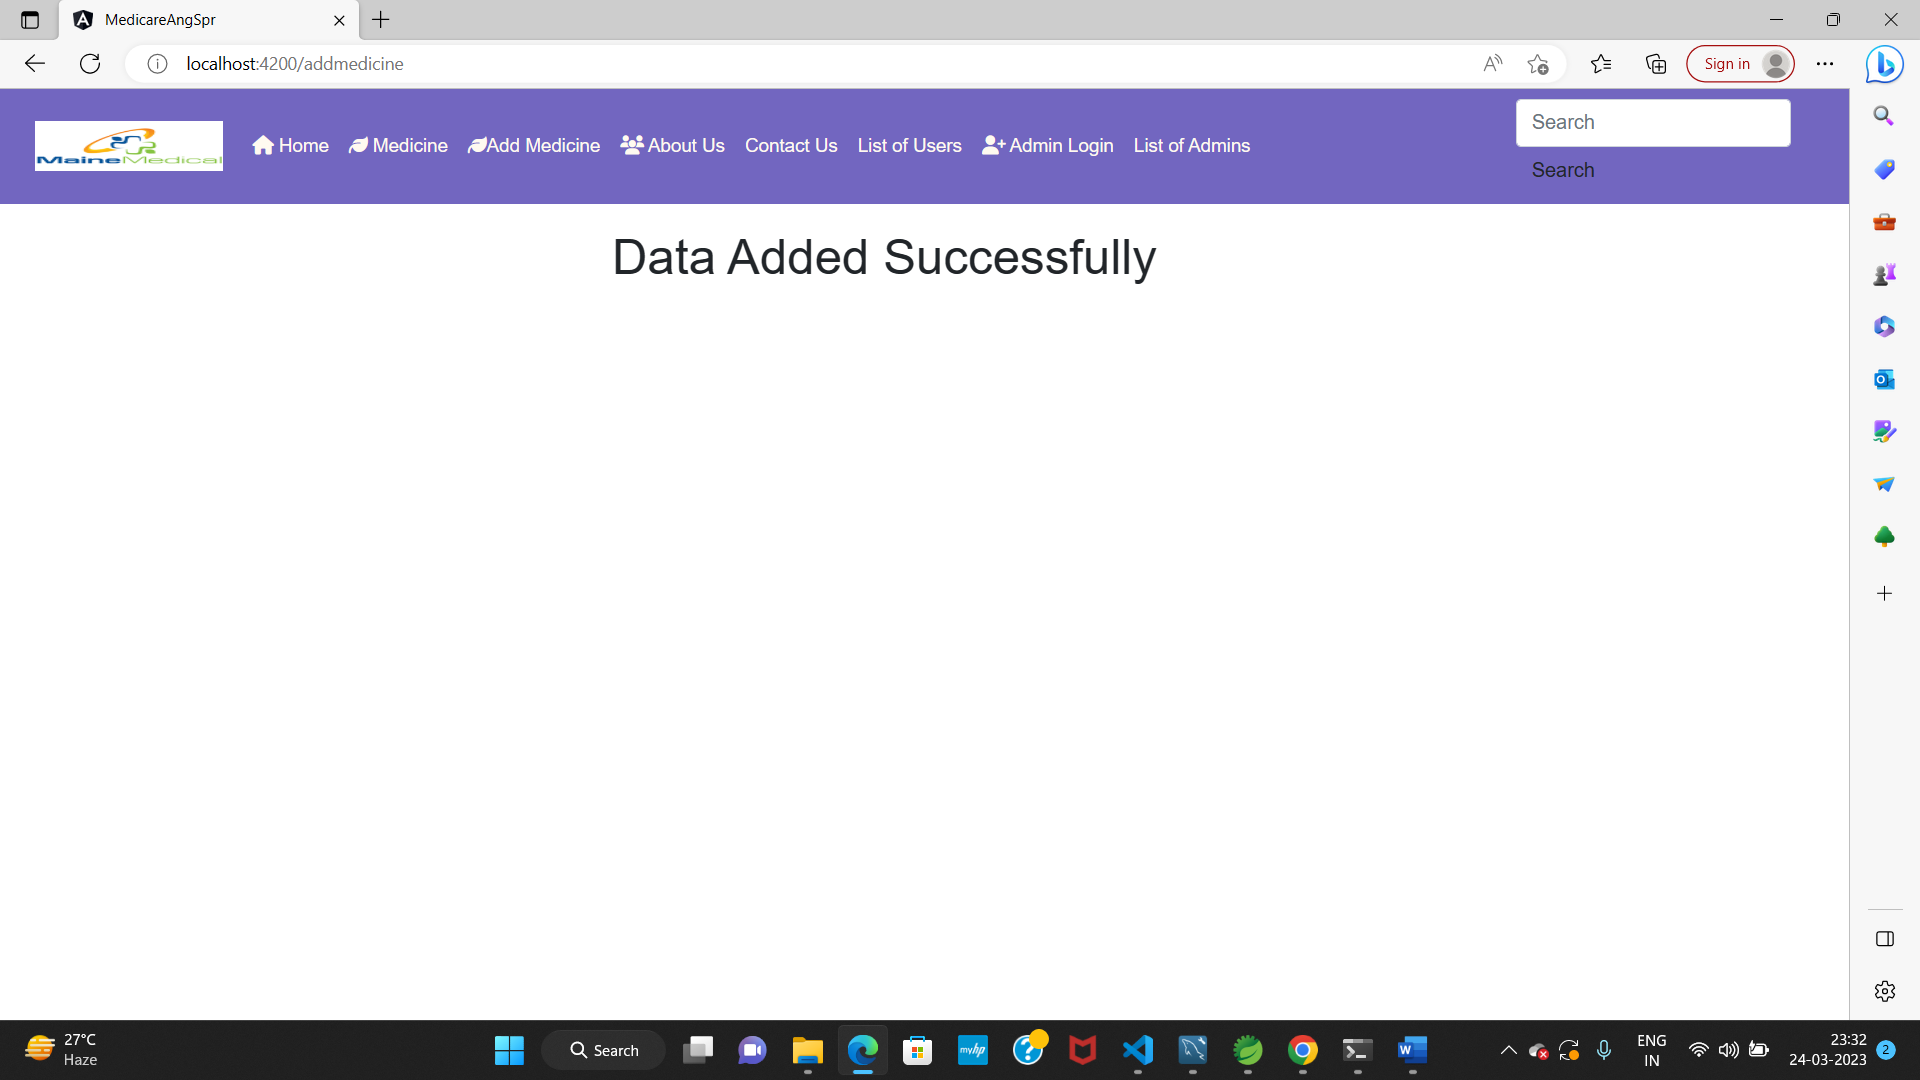 MedicareAngSpr
localhost:4200/addmedicine
Sign in
MaineMedical
Home
Medicine
Add Medicine
About Us
Contact Us
List of Users
Admin Login
List of Admins
Search
Search
Data Added Successfully
27°C
Haze
Search
myhp
ENG
IN
23:32
24-03-2023
2